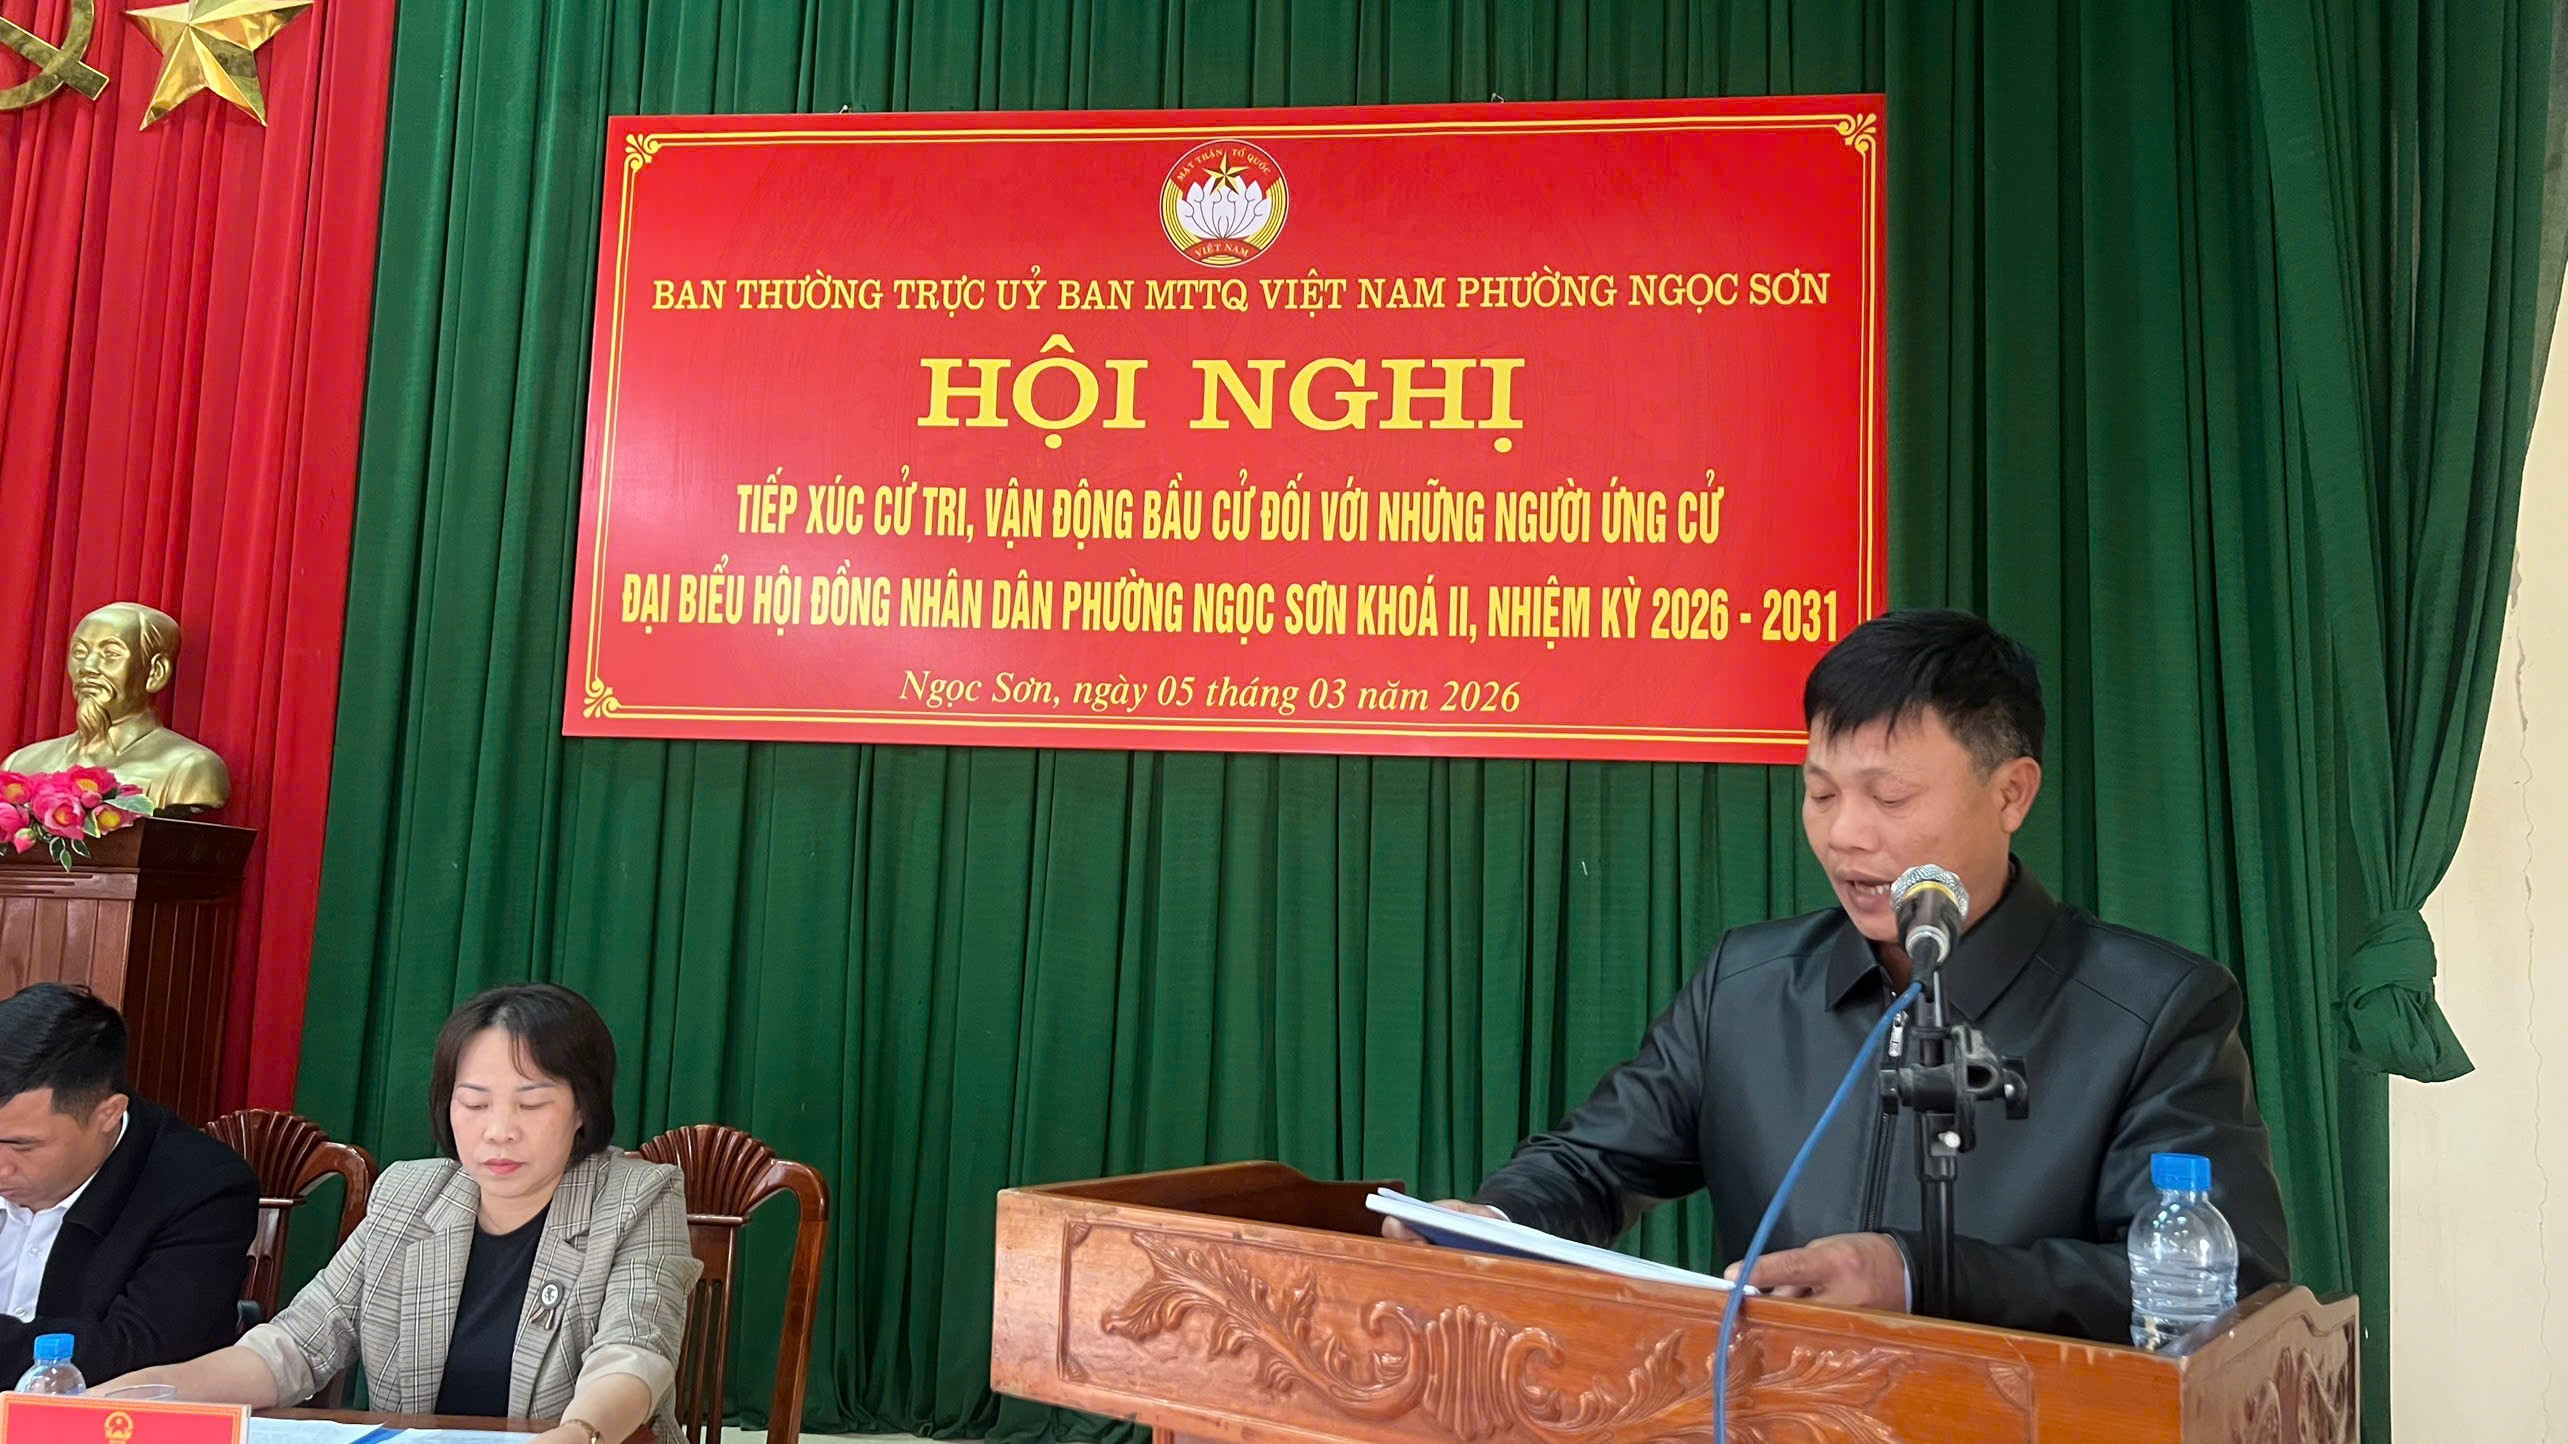 MẶT TRẬN TỔ QUỐC
VIỆT NAM
BAN THƯỜNG TRỰC UỶ BAN MTTQ VIỆT NAM PHƯỜNG NGỌC SƠN
HỘI NGHỊ
TIẾP XÚC CỬ TRI, VẬN ĐỘNG BẦU CỬ ĐỐI VỚI NHỮNG NGƯỜI ỨNG CỬ
ĐẠI BIỂU HỘI ĐỒNG NHÂN DÂN PHƯỜNG NGỌC SƠN KHOÁ II, NHIỆM KỲ 2026 - 2031
Ngọc Sơn, ngày 05 tháng 03 năm 2026